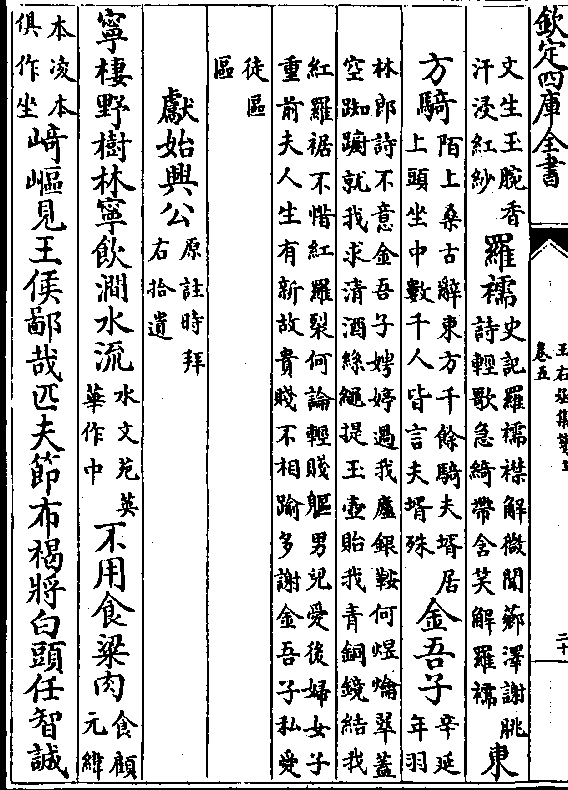 欽定四庫全書
王右丞集箋注
卷五
二十
文生玉腕香
汗浸紅紗
羅襦
史記羅襦襟解微聞薌澤謝朓
詩輕歌急綺帶含笑解羅襦
東
方騎
陌上桑古辭東方千餘騎夫壻居
上頭坐中數千人皆言夫壻殊
金吾子
辛延
年羽
林郎詩不意金吾子娉婷過我廬銀鞍何煜爚翠蓋
空踟躕就我求清酒絲繩提玉壺貽我青銅鏡結我
紅羅裾不惜紅羅裂何論輕賤軀男兒愛後婦女子
重前夫人生有新故貴賤不相踰多謝金吾子私愛
徒區
區
獻始興公
原註時拜
右拾遺
寧棲野樹林寧飲澗水流
水文苑英
華作中
不用食粱肉
食顧
元緯
本凌本
俱作坐
崎嶇見王侯鄙哉匹夫節布褐將白頭任智誠